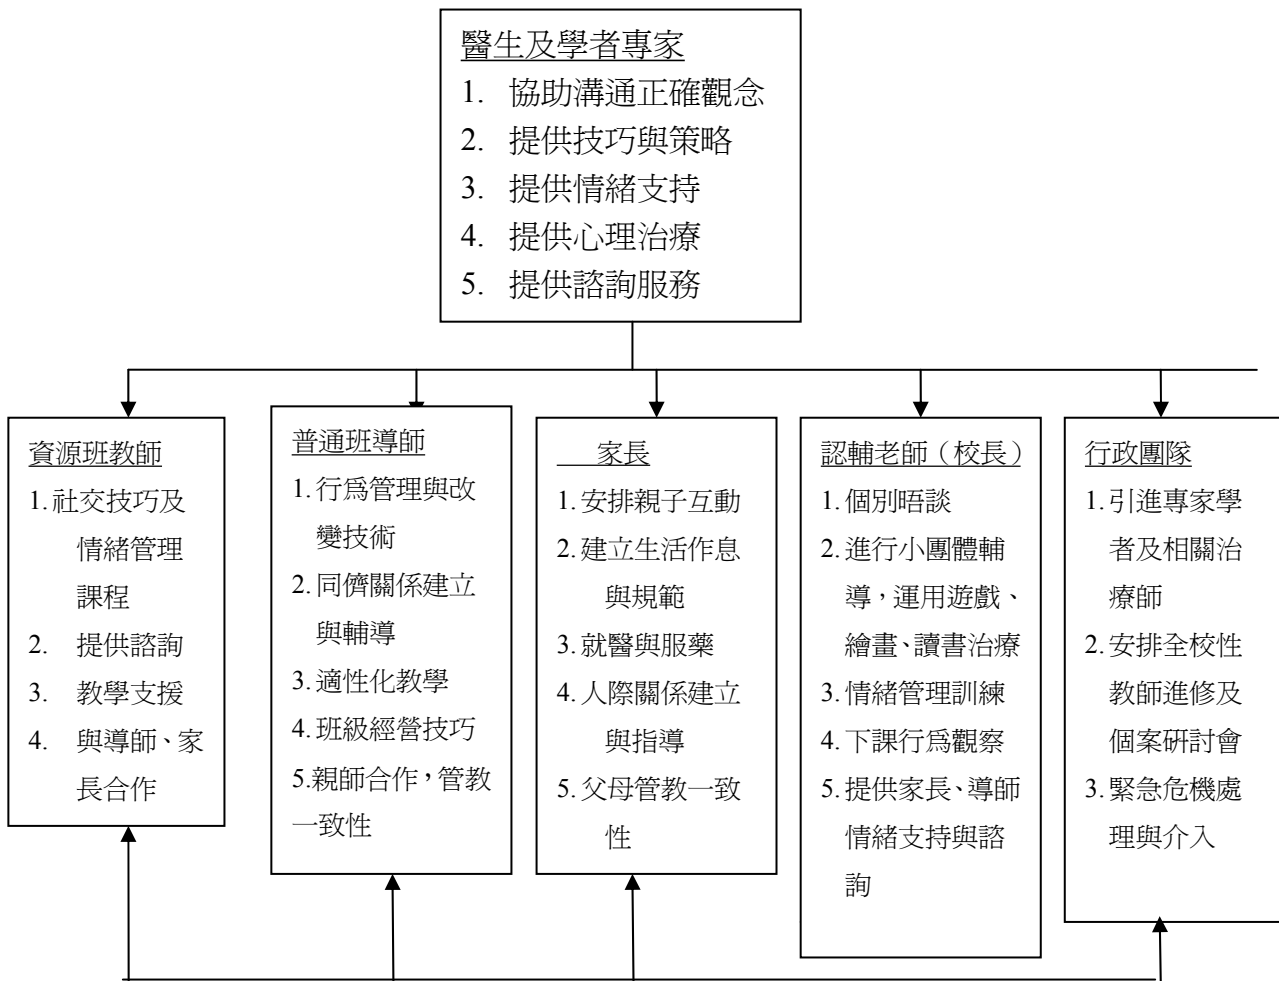 醫生及學者專家
1. 協助溝通正確觀念
2. 提供技巧與策略
3. 提供情緒支持
4. 提供心理治療
5. 提供諮詢服務
資源班教師
1. 社交技巧及
情緒管理
課程
2. 提供諮詢
3. 教學支援
4. 與導師、家
長合作
普通班導師
1. 行為管理與改
變技術
2. 同儕關係建立
與輔導
3. 適性化教學
4. 班級經營技巧
5.親師合作，管教
一致性
家長
1. 安排親子互動
2. 建立生活作息
與規範
3. 就醫與服藥
4. 人際關係建立
與指導
5. 父母管教一致
性
認輔老師（校長）
1. 個別晤談
2. 進行小團體輔
導，運用遊戲、
繪畫、讀書治療
3. 情緒管理訓練
4. 下課行為觀察
5. 提供家長、導師
情緒支持與諮
詢
行政團隊
1. 引進專家學
者及相關治
療師
2. 安排全校性
教師進修及
個案研討會
3. 緊急危機處
理與介入